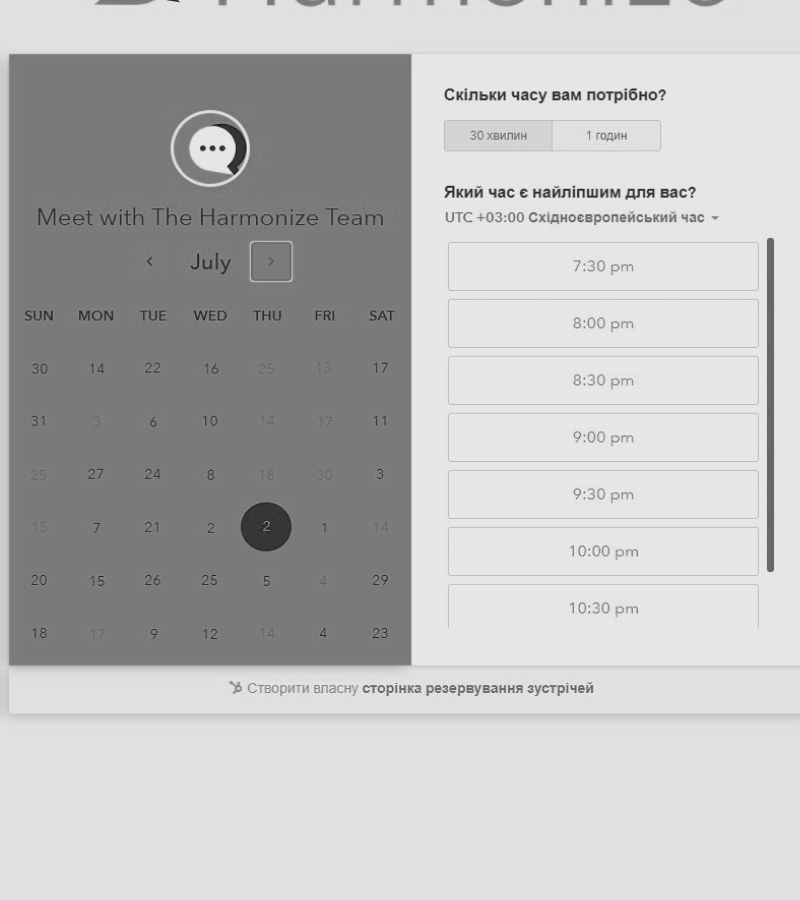 Meet with The Harmonize Team
July
SUN MON TUE WED THU FRI SAT
30 14 22 16 25 13 17
31 3 6 10 14 17 11
25 27 24 8 18 30 3
15 7 21 2 2 1 14
20 15 26 25 5 4 29
18 17 9 12 14 4 23
Скільки часу вам потрібно?
30 хвилин 1 годин
Який час є найліпшим для вас?
UTC +03:00 Східноєвропейський час
7:30 pm
8:00 pm
8:30 pm
9:00 pm
9:30 pm
10:00 pm
10:30 pm
Створити власну сторінка резервування зустрічей